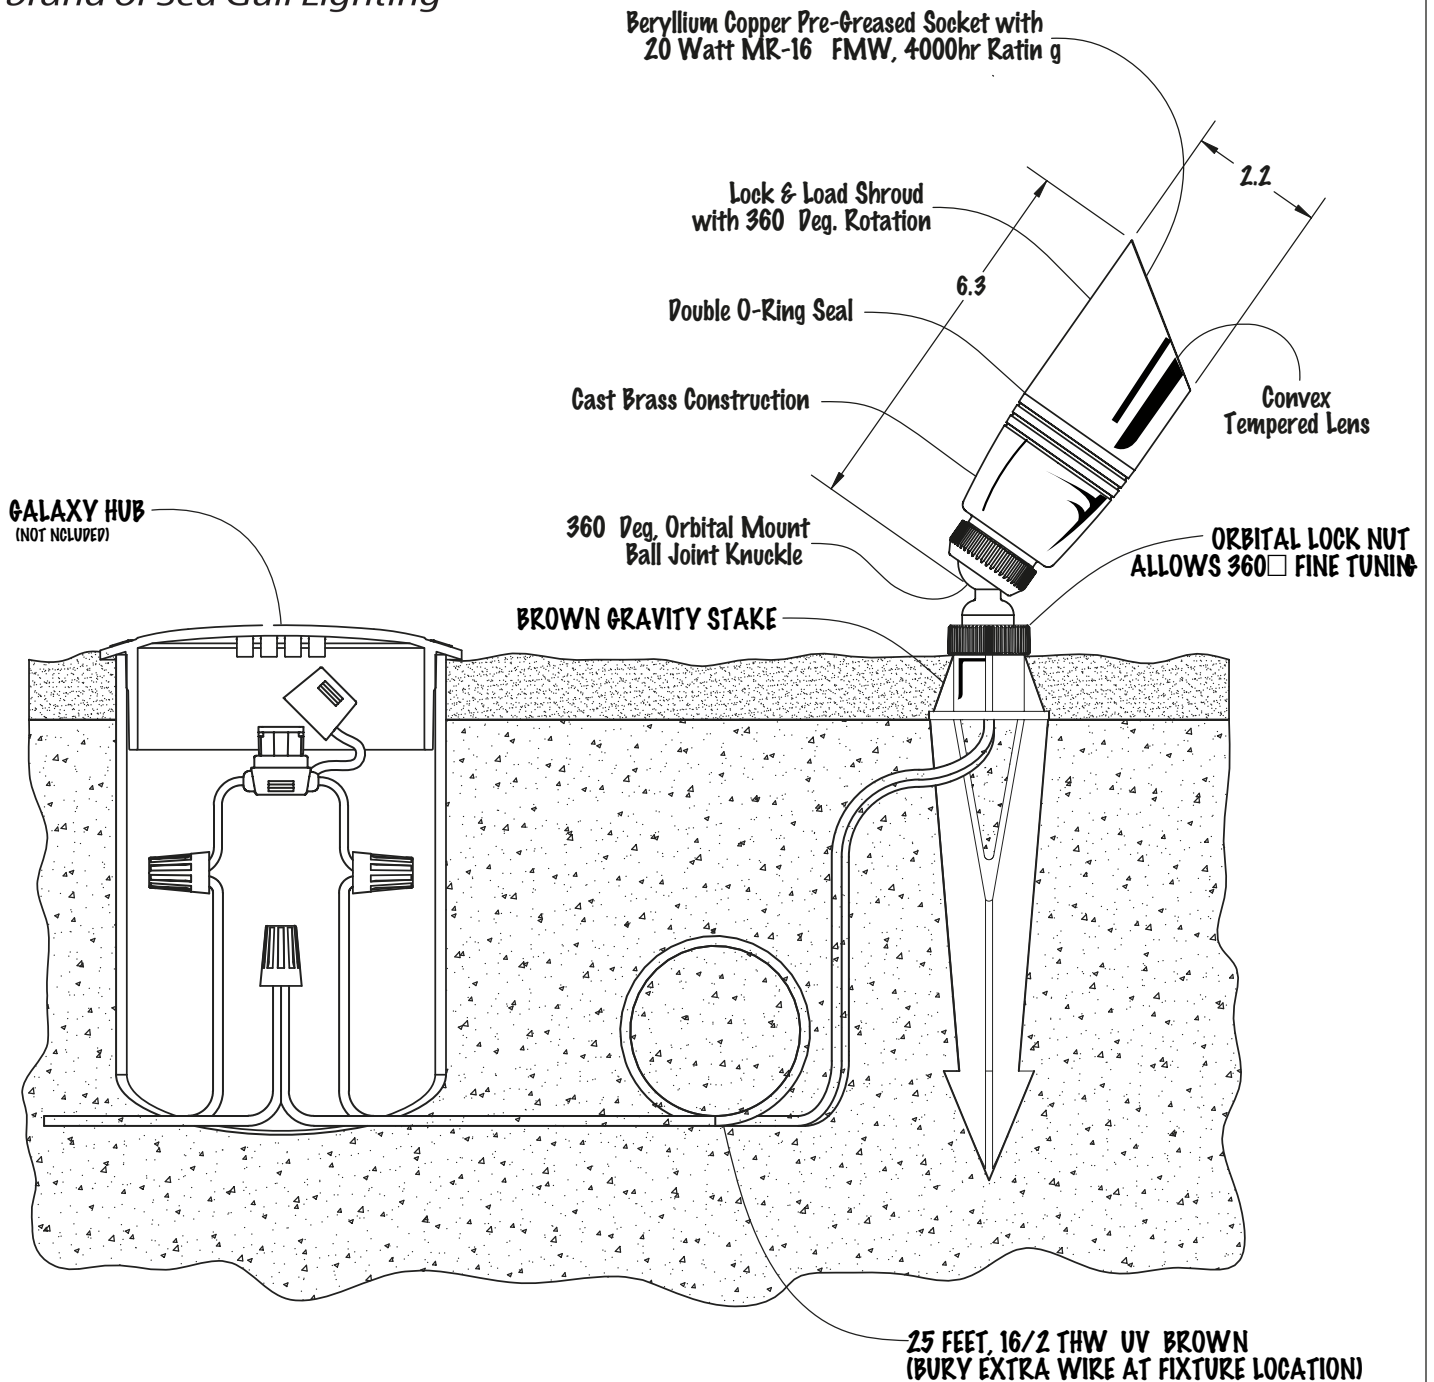 brand of Sea Gull Lighting
Beryllium Copper Pre-Greased Socket with
20 Watt MR-16 FMW, 4000hr Ratin g
2.2
Lock & Load Shroud
with 360 Deg. Rotation
6.3
Double O-Ring Seal
Cast Brass Construction
Convex
Tempered Lens
GALAXY HUB
(NOT NCLUDED)
360 Deg, Orbital Mount
Ball Joint Knuckle
ORBITAL LOCK NUT
ALLOWS 360□ FINE TUNING
BROWN GRAVITY STAKE
25 FEET, 16/2 THW UV BROWN
(BURY EXTRA WIRE AT FIXTURE LOCATION)